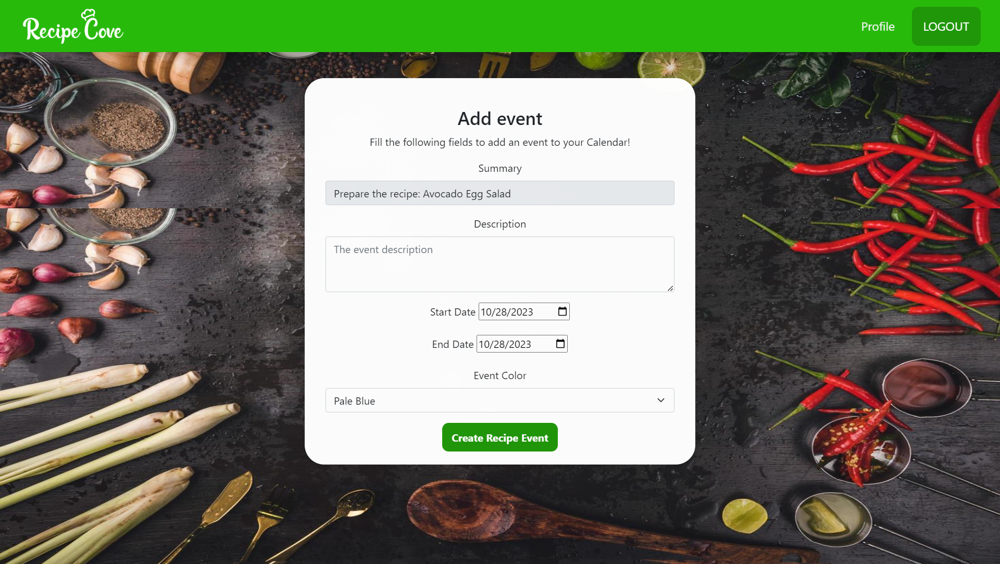 Recipe Cove
Profile
LOGOUT
Add event
Fill the following fields to add an event to your Calendar!
Summary
Prepare the recipe: Avocado Egg Salad
Description
The event description
Start Date 10/28/2023
End Date 10/28/2023
Event Color
Pale Blue
Create Recipe Event